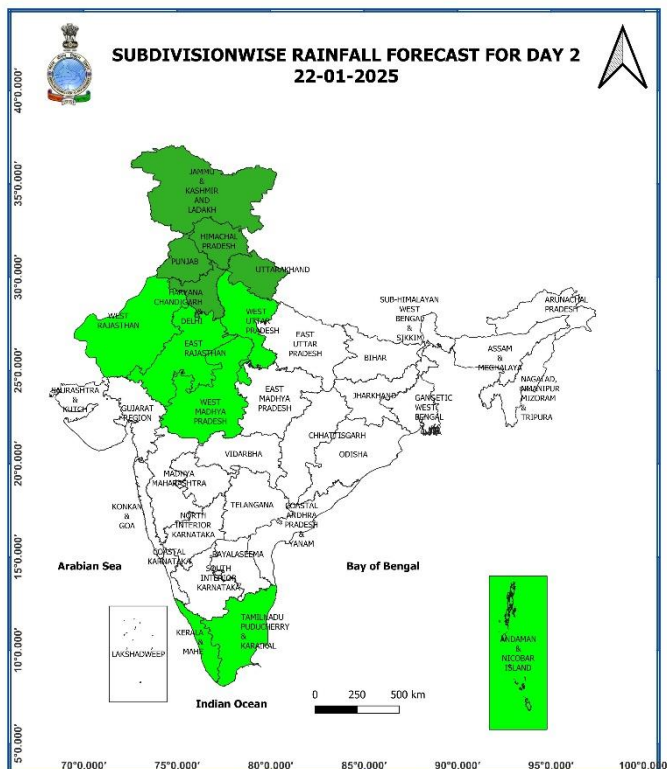 SUBDIVISIONWISE RAINFALL FORECAST FOR DAY 2
22-01-2025
40°0.000'
35°0.000'
30°0.000'
25°0.000'
20°0.000'
15°0.000'
10°0.000'
5°0.000'
JAMMU
&
KASHMIR
AND
LADAKH
HIMACHAL
PRADESH
PUNJAB
UTTARAKHAND
HARYANA
CHANDIGARH
&
DELHI
WEST
RAJASTHAN
WEST
UTTAR
PRADESH
EAST
RAJASTHAN
EAST
UTTAR
PRADESH
SUB-HIMALAYAN
WEST
BENGAL
&
SIKKIM
ARUNACHAL
PRADESH
BIHAR
ASSAM
&
MEGHALAYA
SAURASHTRA
&
KUTCH
GUJARAT
REGION
WEST
MADHYA
PRADESH
EAST
MADHYA
PRADESH
JHARKHAND
GANGETIC
WEST
BENGAL
MIZORAM
&
TRIPURA
CHHATTISGARH
ODISHA
VIDARBHA
MADHYA
MAHARASHTRA
KONKAN
&
GOA
NORTH
INTERIOR
KARNATAKA
TELANGANA
COASTAL
ANDHRA
PRADESH
&
YANAM
COASTAL
KARNATAKA
RAYALASEEMA
SOUTH
INTERIOR
KARNATAKA
Arabian Sea
Bay of Bengal
LAKSHADWEEP
KERALA
&
MAHE
TAMILNADU
PUDUCHERRY
&
KARAIKAL
ANDAMAN
&
NICOBAR
ISLAND
Indian Ocean
0 250 500 km
70°0.000' 75°0.000' 80°0.000' 85°0.000' 90°0.000' 95°0.000' 100°0.000'